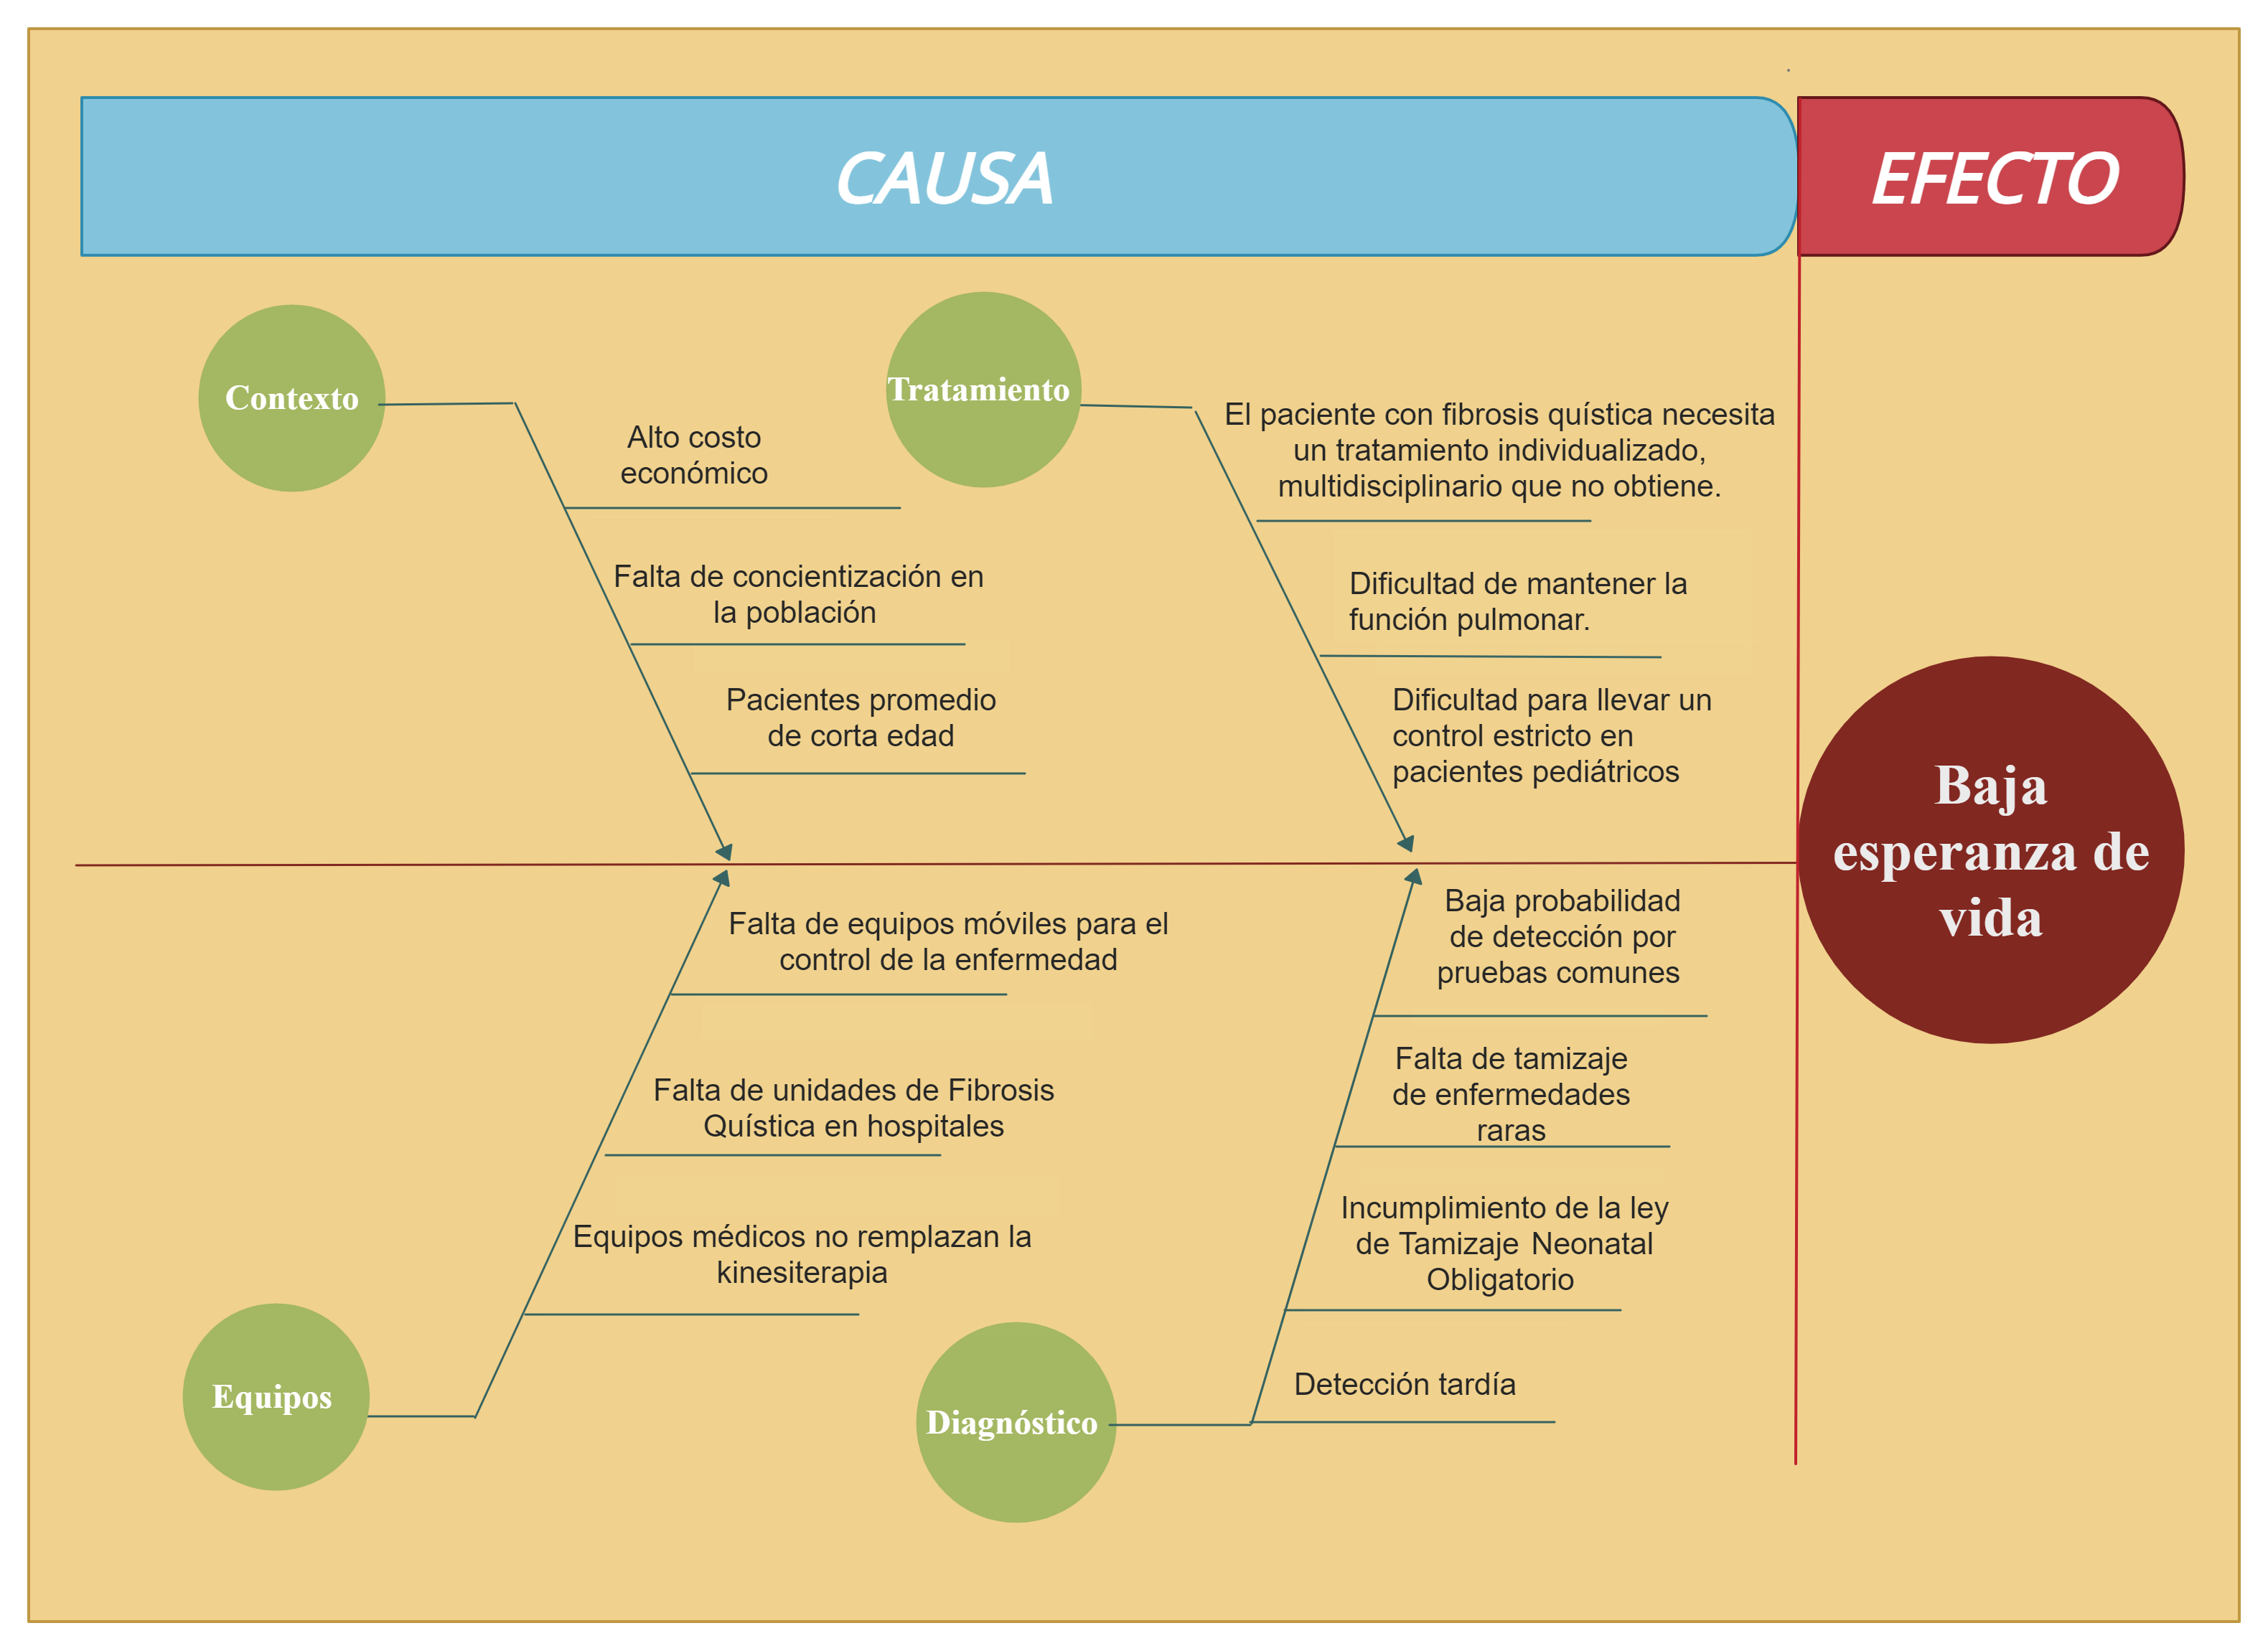 CAUSA
EFECTO
Contexto
Alto costo
económico
Falta de concientización en
la población
Pacientes promedio
de corta edad
Tratamiento
El paciente con fibrosis quística necesita
un tratamiento individualizado,
multidisciplinario que no obtiene.
Dificultad de mantener la
función pulmonar.
Dificultad para llevar un
control estricto en
pacientes pediátricos
Baja
esperanza de
vida
Falta de equipos móviles para el
control de la enfermedad
Falta de unidades de Fibrosis
Quística en hospitales
Equipos médicos no remplazan la
kinesiterapia
Equipos
Baja probabilidad
de detección por
pruebas comunes
Falta de tamizaje
de enfermedades
raras
Incumplimiento de la ley
de Tamizaje Neonatal
Obligatorio
Detección tardía
Diagnóstico